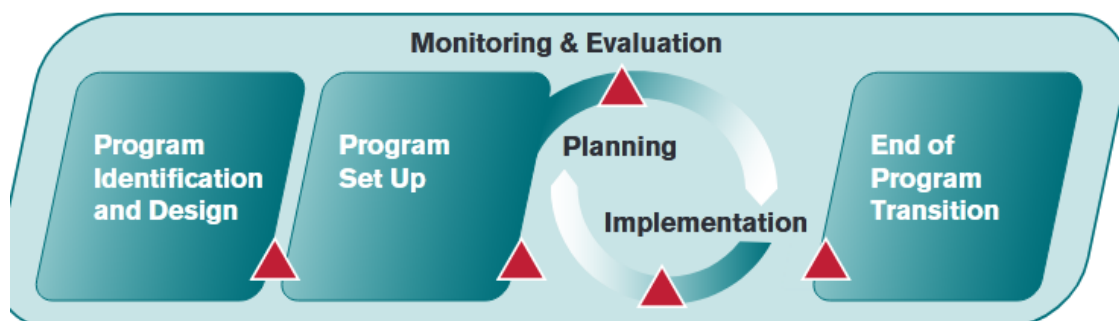 Monitoring & Evaluation
Program
Identification
and Design
Program
Set Up
Planning
Implementation
End of
Program
Transition